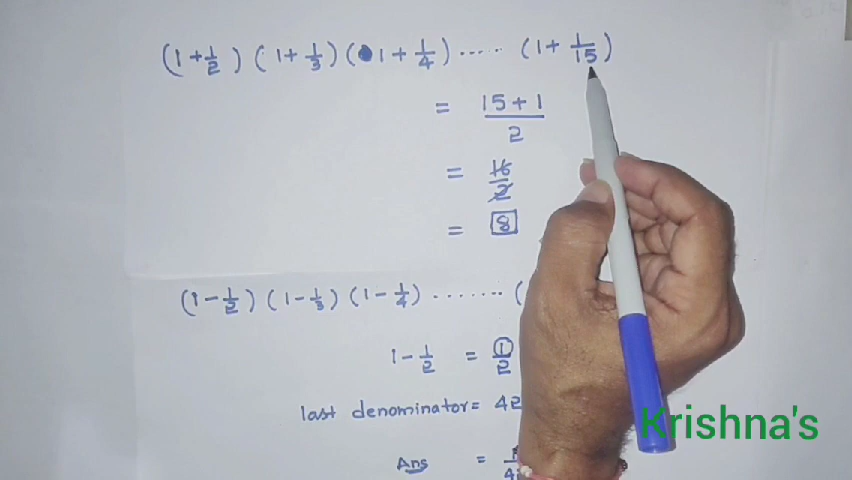 (1+1/2) (1+1/3) (1+1/4) ..... (1+1/15)
= 15+1/2
= 16/2
= 8
(1-1/2) (1-1/3) (1-1/4) ....... (
1-1/2 = 1/2
last denominator = 42
Ans =
Krishna's